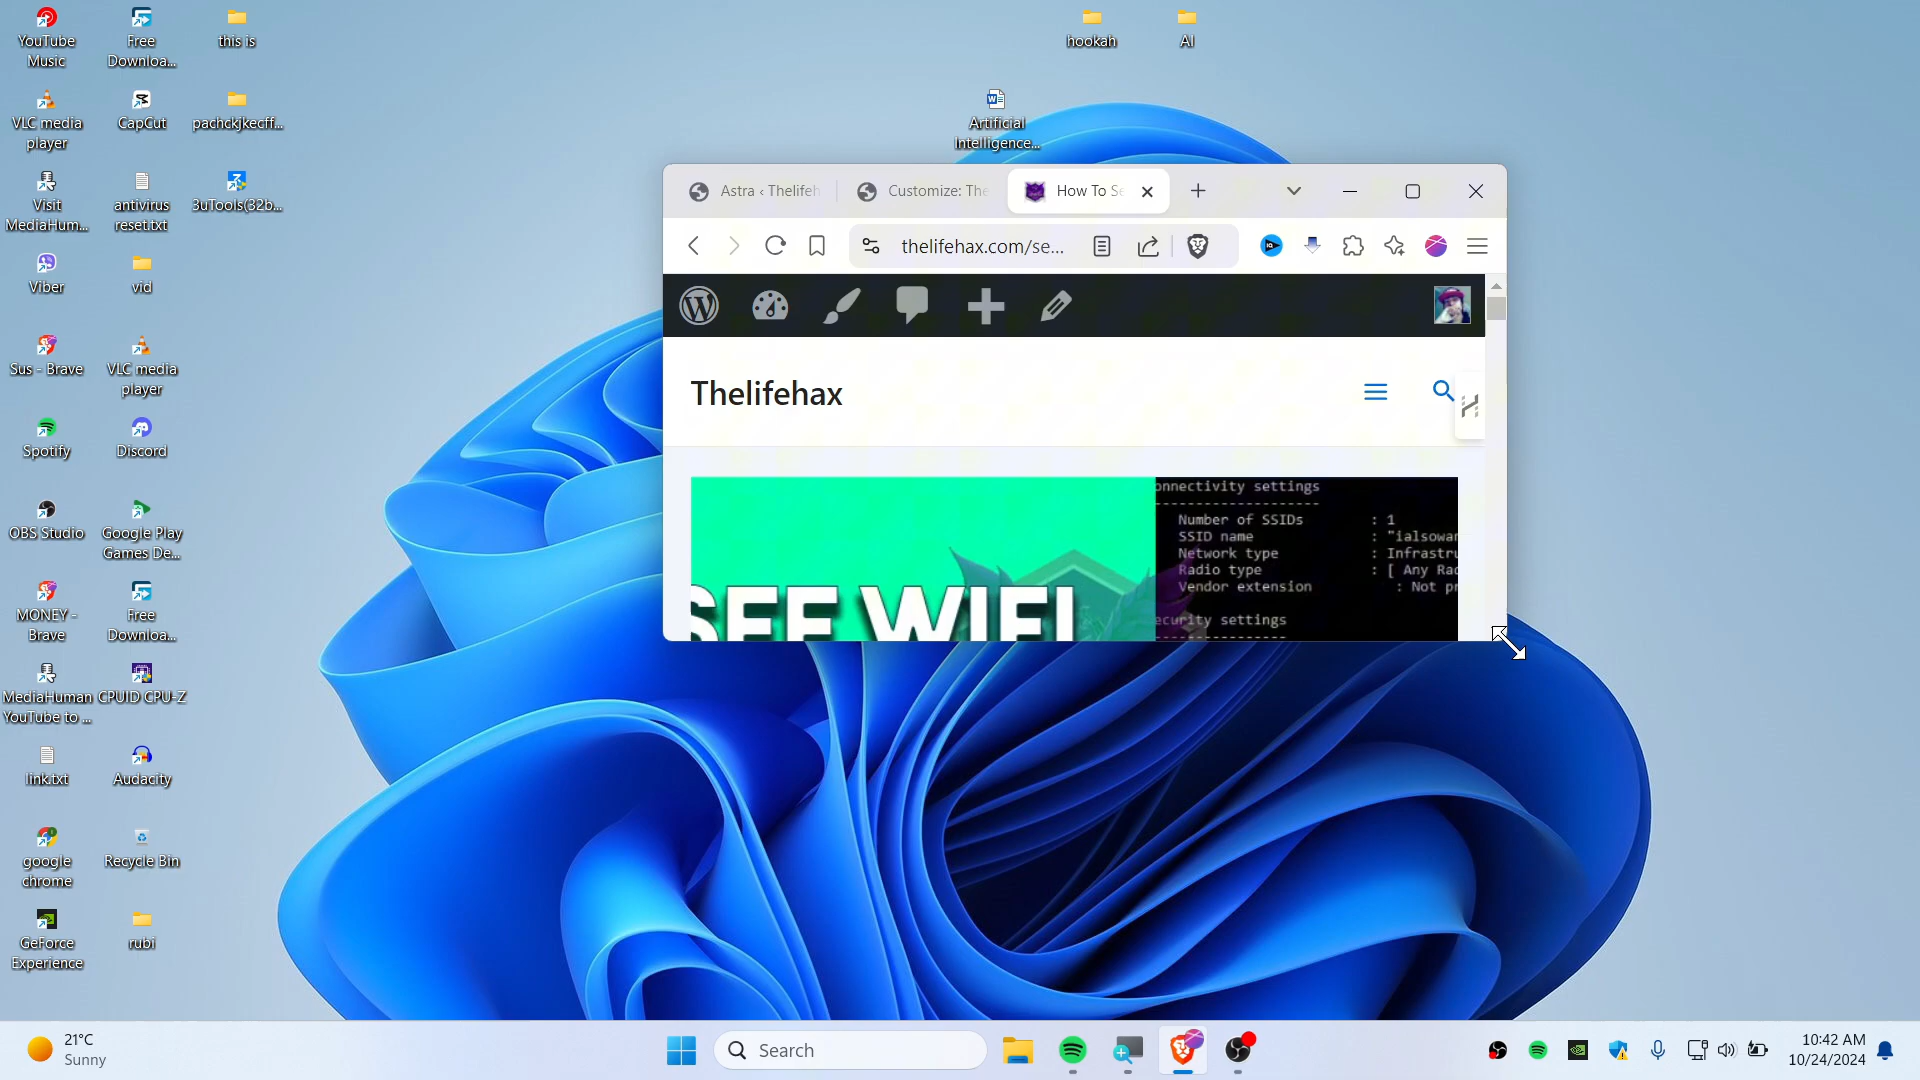 YouTube
Music
Free
Downloa...
this is
hookah
AI
VLC media
player
CapCut
pachckjkecff...
Artificial
Intelligence...
Visit
MediaHum...
antivirus
reset.txt
3uTools(32b...
Viber
vid
Sus - Brave
VLC media
player
Spotify
Discord
OBS Studio
Google Play
Games De...
MONEY -
Brave
Free
Downloa...
MediaHuman
YouTube to ...
CPUID CPU-Z
link.txt
Audacity
google
chrome
Recycle Bin
GeForce
Experience
rubi
Astra ‹ Thelifeh
Customize: The
How To Se
thelifehax.com/se...
Thelifehax
SEE WIFI
onnectivity settings
--------------------
Number of SSIDs : 1
SSID name : "ialsowan
Network type : Infrastru
Radio type : [ Any Rad
Vendor extension : Not pr
ecurity settings
----------------
21°C
Sunny
Search
10:42 AM
10/24/2024